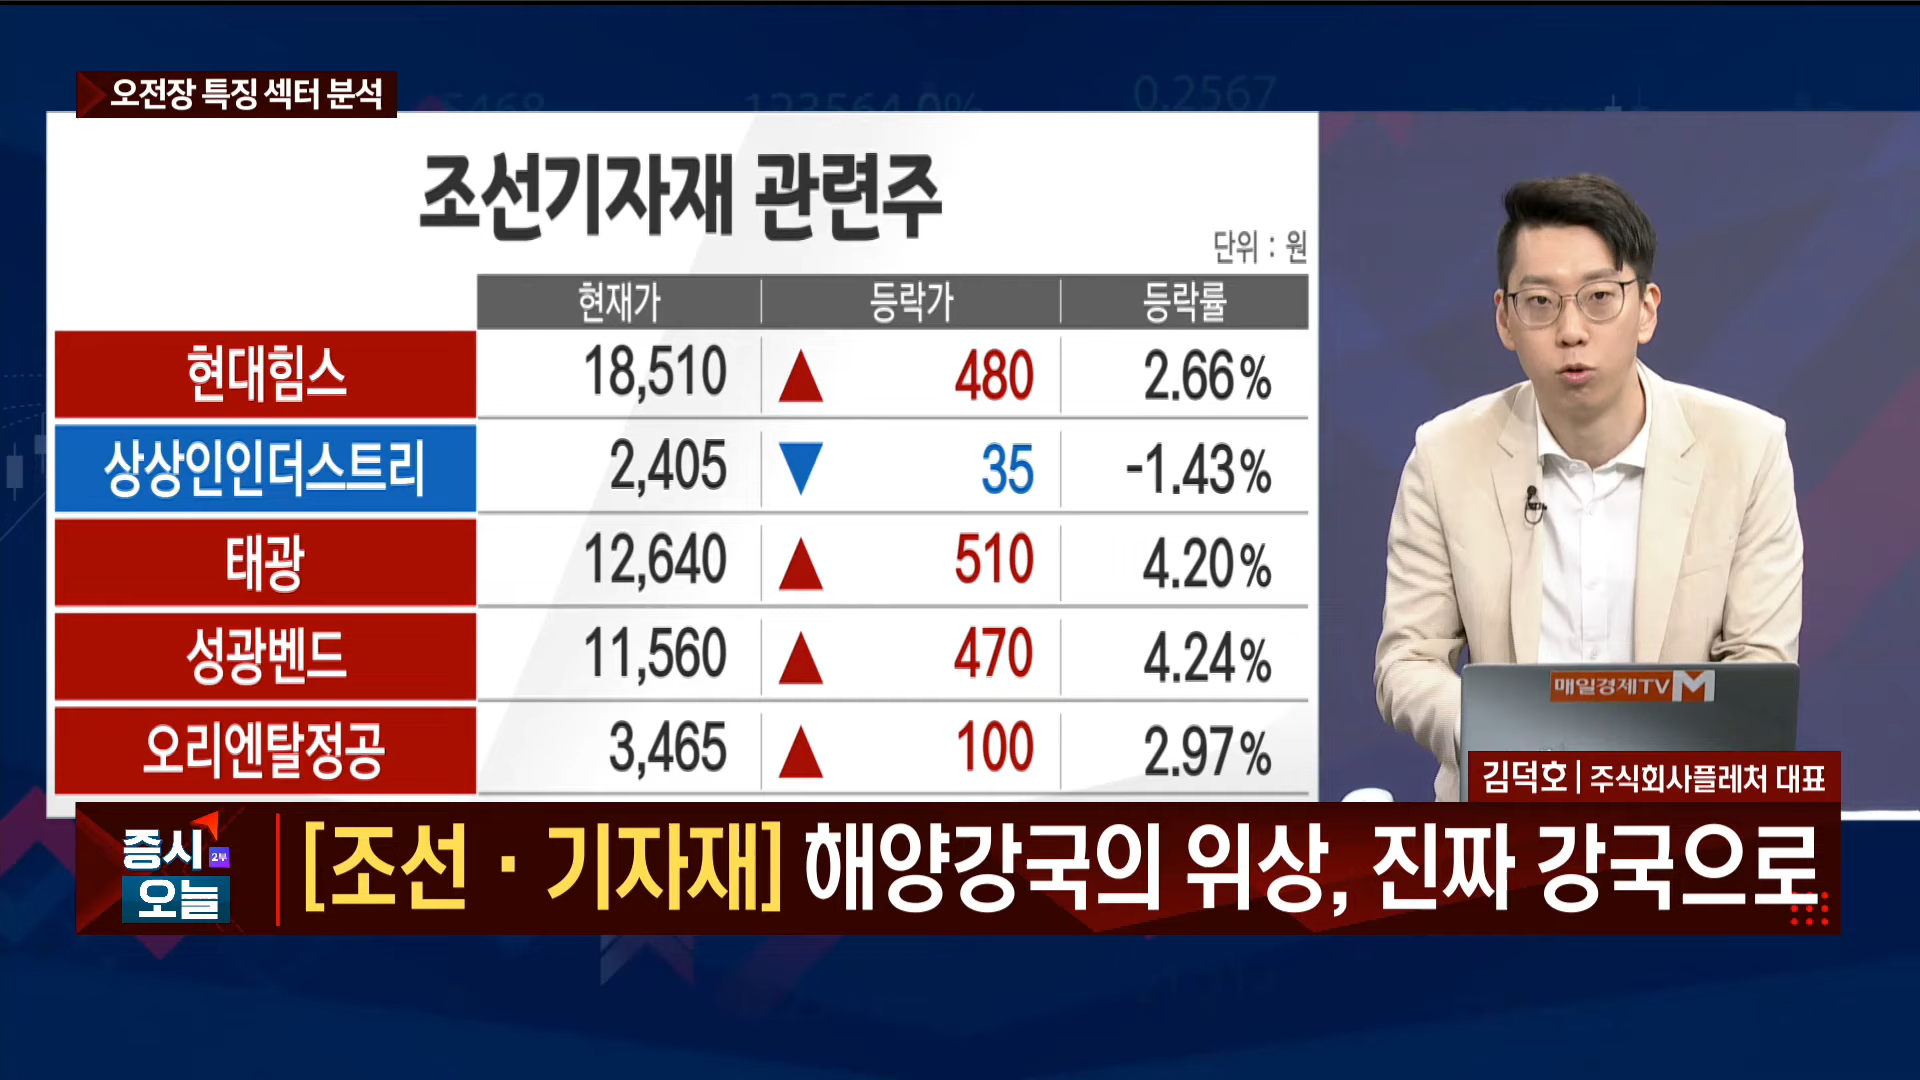 오전장 특징 섹터 분석
조선기자재 관련주
단위 : 원
현재가 등락가 등락률
현대힘스 18,510 ▲ 480 2.66%
상상인인더스트리 2,405 ▼ 35 -1.43%
태광 12,640 ▲ 510 4.20%
성광벤드 11,560 ▲ 470 4.24%
오리엔탈정공 3,465 ▲ 100 2.97%
매일경제TV M
김덕호 | 주식회사플레처 대표
증시 2부
오늘
[조선 · 기자재] 해양강국의 위상, 진짜 강국으로
0.2567